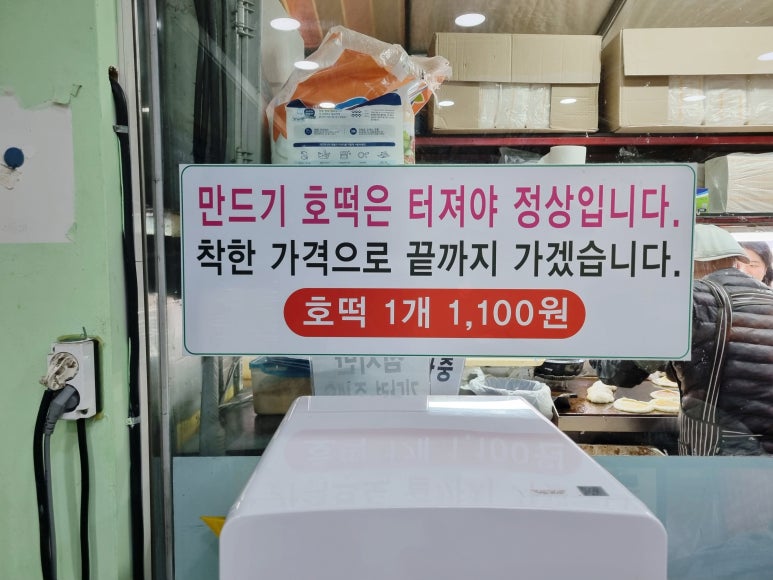 만드기 호떡은 터져야 정상입니다.
착한 가격으로 끝까지 가겠습니다.
호떡 1개 1,100원